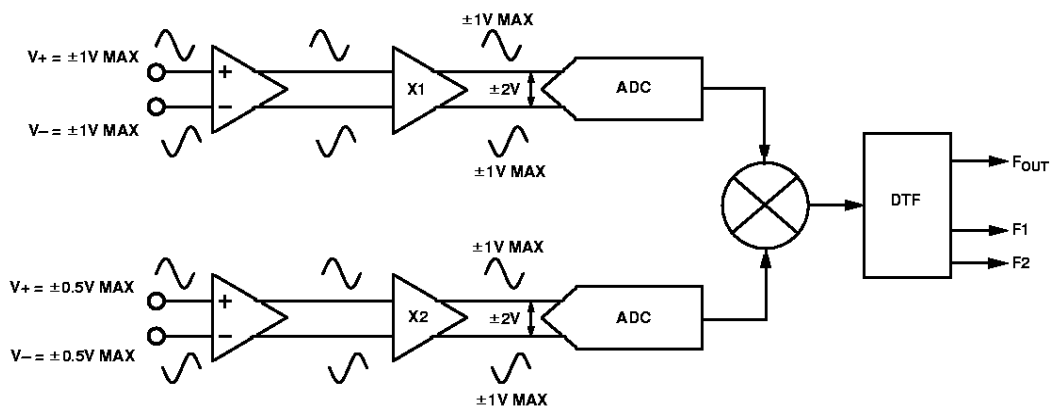 ±1V MAX
V+ = ±1V MAX
+
X1
±2V
ADC
–
V– = ±1V MAX
±1V MAX
DTF
FOUT
F1
F2
±1V MAX
V+ = ±0.5V MAX
+
X2
±2V
ADC
–
V– = ±0.5V MAX
±1V MAX